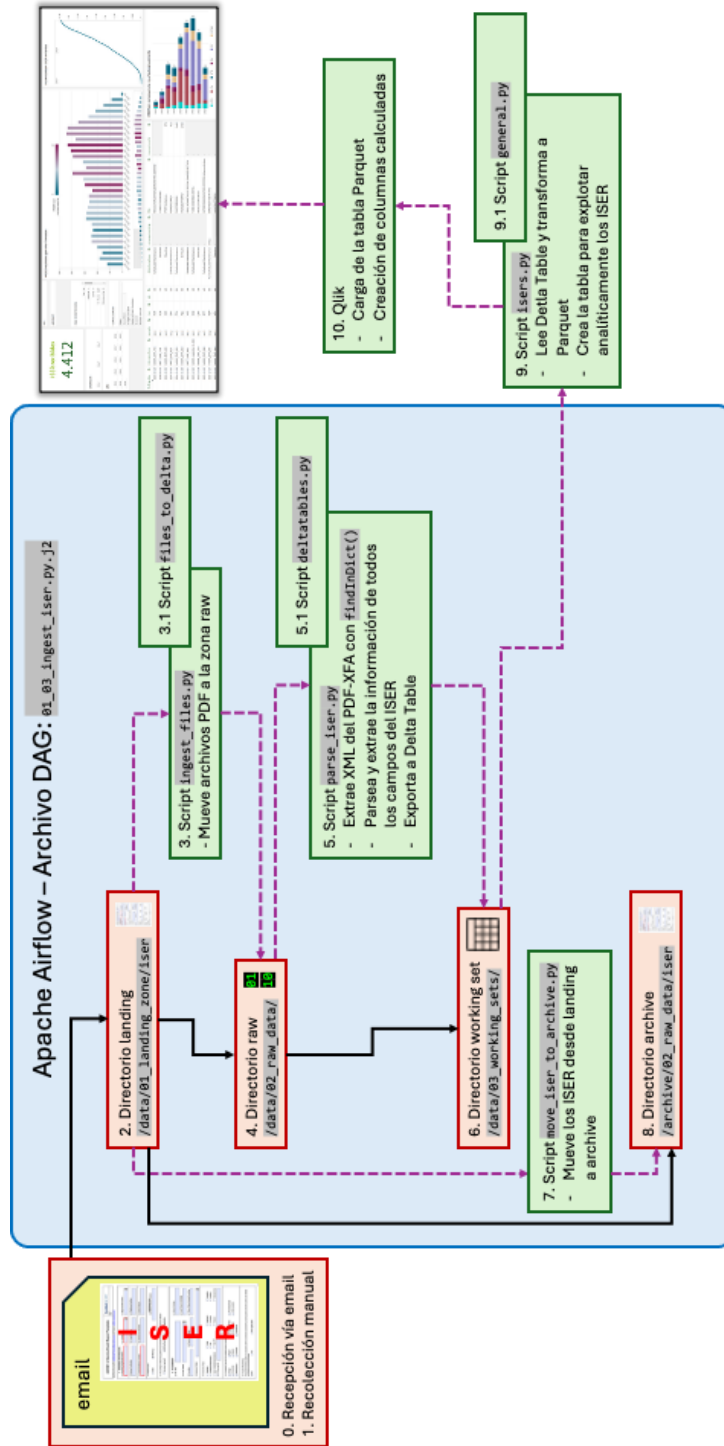 Apache Airflow – Archivo DAG: 01_03_ingest_iser.py.j2
email
I
S
E
R
0. Recepción vía email
1. Recolección manual
2. Directorio landing
/data/01_landing_zone/iser
3. Script ingest_files.py
- Mueve archivos PDF a la zona raw
3.1 Script files_to_delta.py
4. Directorio raw
/data/02_raw_data/
01
10
5. Script parse_iser.py
- Extrae XML del PDF-XFA con findInDict()
- Parsea y extrae la información de todos
los campos del ISER
- Exporta a Delta Table
5.1 Script deltatables.py
6. Directorio working set
/data/03_working_sets/
7. Script move_iser_to_archive.py
- Mueve los ISER desde landing
a archive
8. Directorio archive
/archive/02_raw_data/iser
9. Script isers.py
- Lee Detla Table y transforma a
Parquet
- Crea la tabla para explotar
analíticamente los ISER
9.1 Script general.py
10. Qlik
- Carga de la tabla Parquet
- Creación de columnas calculadas
4.412